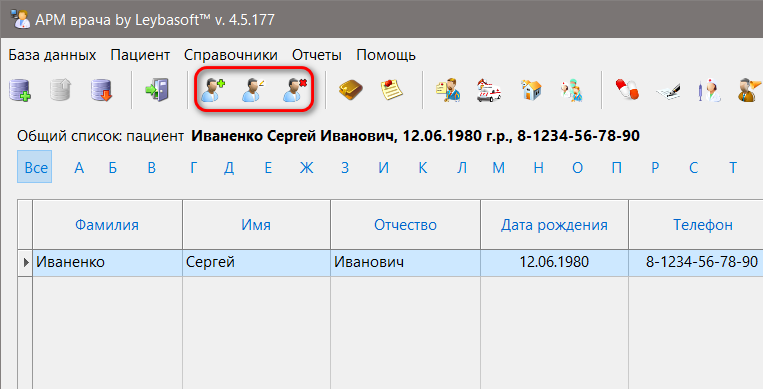 АРМ врача by Leybasoft™ v. 4.5.177
База данных Пациент Справочники Отчеты Помощь
Общий список: пациент Иваненко Сергей Иванович, 12.06.1980 г.р., 8-1234-56-78-90
Все А Б В Г Д Е Ж З И К Л М Н О П Р С Т
Фамилия Имя Отчество Дата рождения Телефон
Иваненко Сергей Иванович 12.06.1980 8-1234-56-78-90